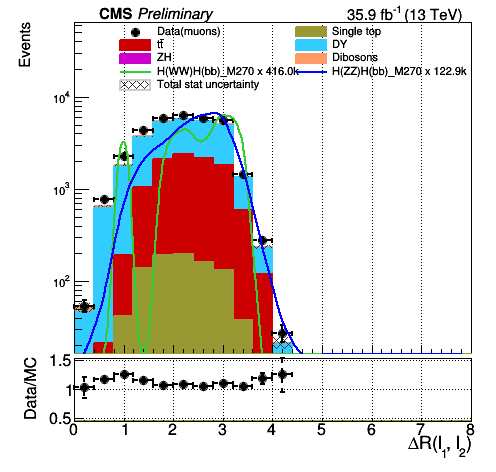 CMS Preliminary 35.9 fb⁻¹ (13 TeV)
Data(muons) Single top
tt̄ DY
ZH Dibosons
H(WW)H(bb)_M270 x 416.0k H(ZZ)H(bb)_M270 x 122.9k
Total stat uncertainty
Events
10⁴
10³
10²
Data/MC
1.5
1
0.5
0 1 2 3 4 5 6 7 8
ΔR(l₁, l₂)